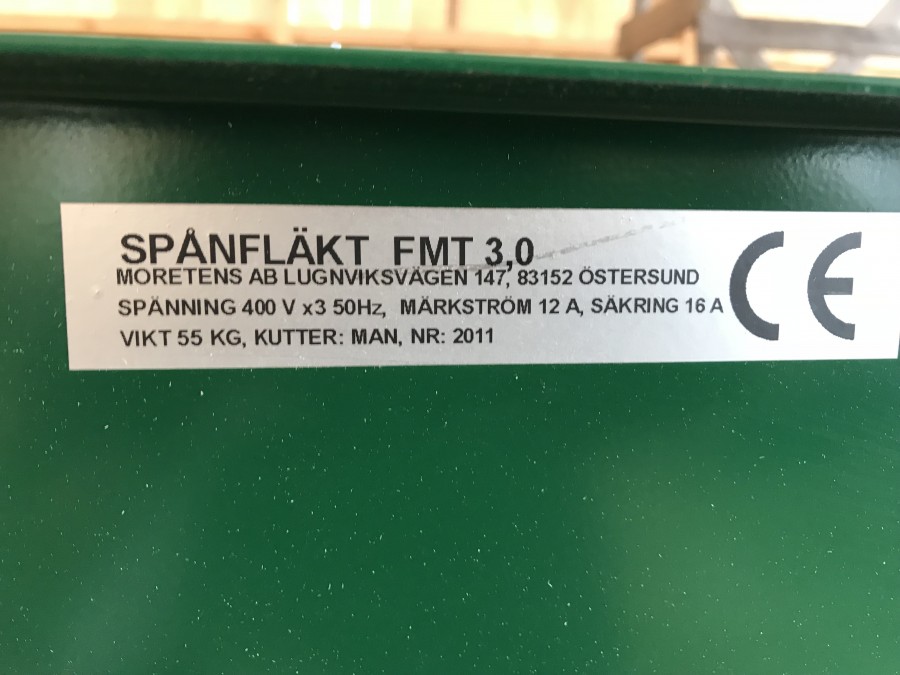 SPÅNFLÄKT FMT 3,0
MORETENS AB LUGNVIKSVÄGEN 147, 83152 ÖSTERSUND
SPÄNNING 400 V x3 50Hz, MÄRKSTRÖM 12 A, SÄKRING 16 A
VIKT 55 KG, KUTTER: MAN, NR: 2011
CE